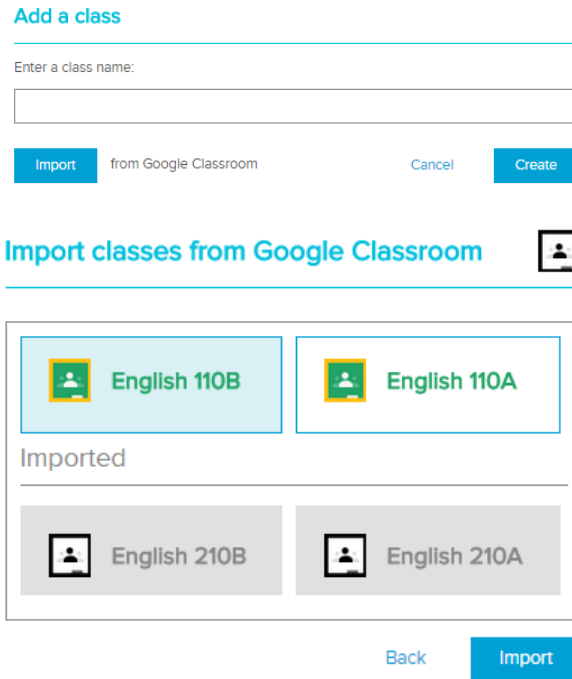 Add a class
Enter a class name:
Import from Google Classroom Cancel Create
Import classes from Google Classroom
English 110B English 110A
Imported
English 210B English 210A
Back Import